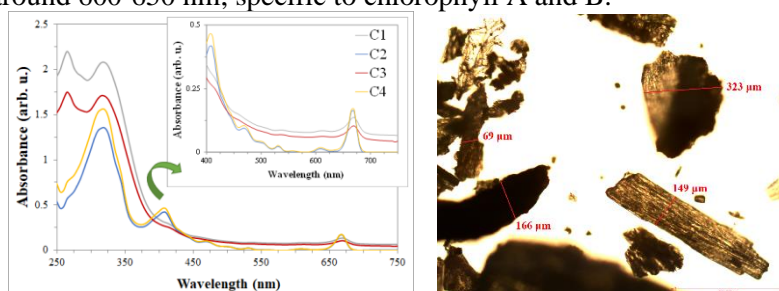 around 600-650 nm, specific to chlorophyll A and B.
Absorbance (arb. u.)
2.5
2
1.5
1
0.5
0
250
350
450
550
650
750
Wavelength (nm)
Absorbance (arb. u.)
0.5
0.25
0
400
500
600
700
Wavelength (nm)
C1
C2
C3
C4
69 µm
323 µm
149 µm
166 µm